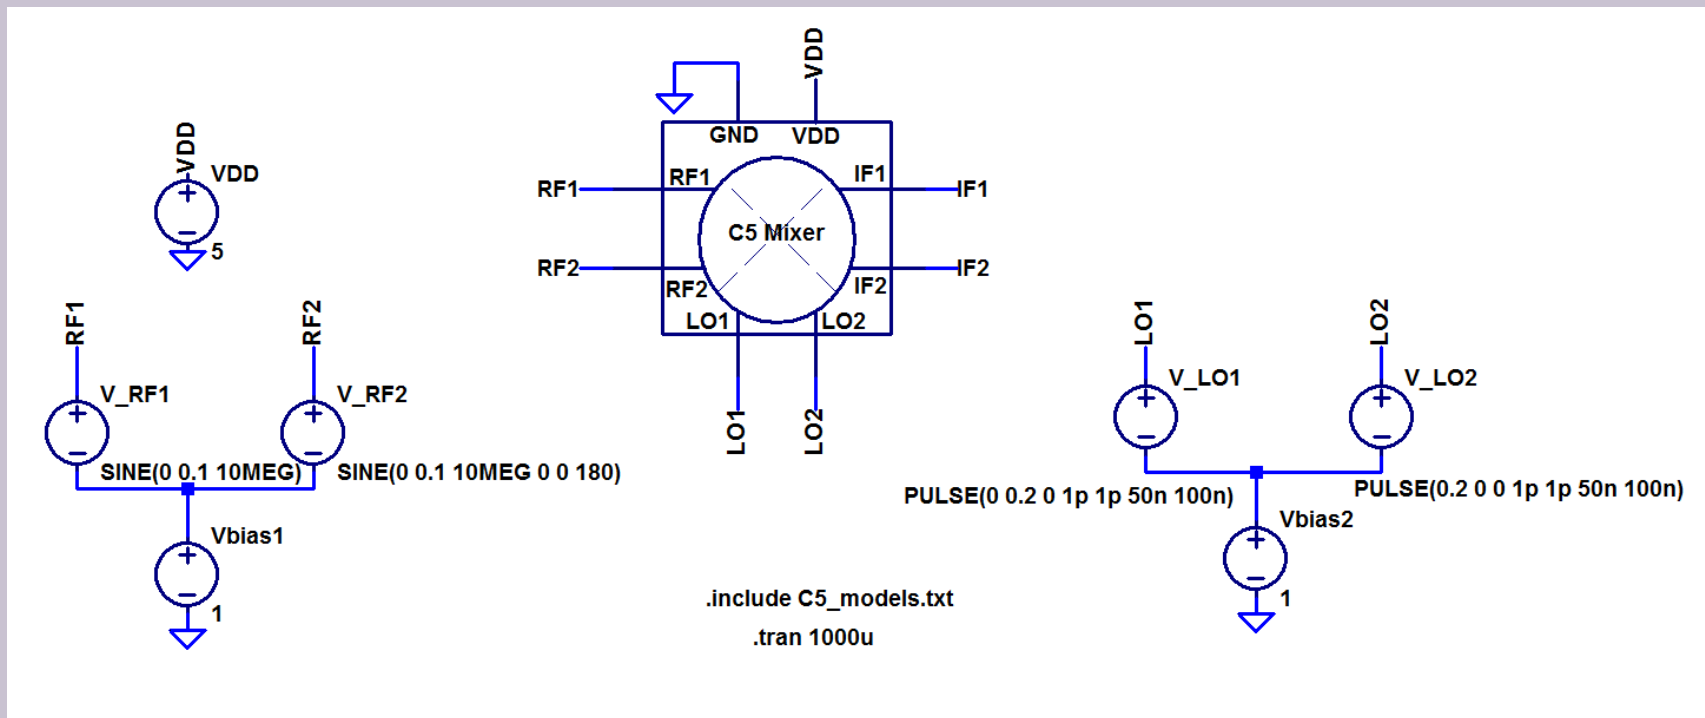 VDD
GND
VDD
VDD
VDD
5
RF1
RF1
IF1
IF1
C5 Mixer
RF2
RF2
IF2
IF2
LO1
LO2
LO1
LO2
RF1
RF2
V_RF1
V_RF2
SINE(0 0.1 10MEG)
SINE(0 0.1 10MEG 0 0 180)
Vbias1
1
LO1
LO2
V_LO1
V_LO2
PULSE(0 0.2 0 1p 1p 50n 100n)
PULSE(0.2 0 0 1p 1p 50n 100n)
Vbias2
1
.include C5_models.txt
.tran 1000u